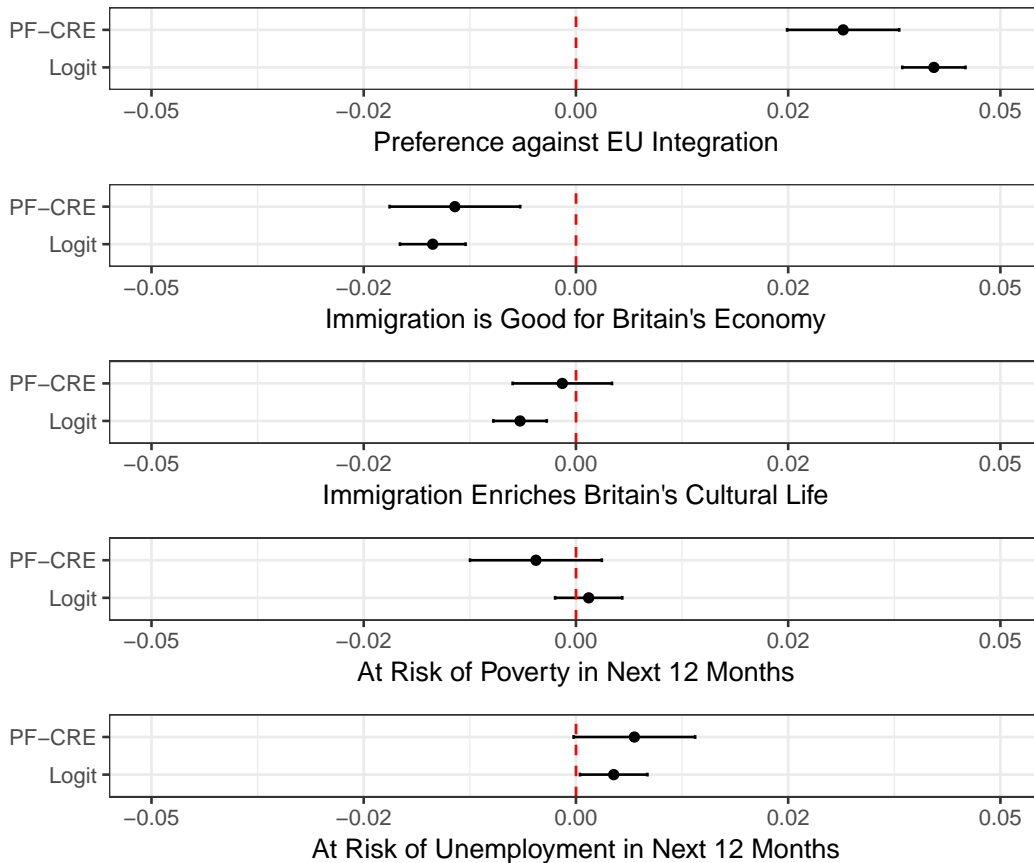 PF−CRE
Logit
−0.05 −0.02 0.00 0.02 0.05
Preference against EU Integration
PF−CRE
Logit
−0.05 −0.02 0.00 0.02 0.05
Immigration is Good for Britain's Economy
PF−CRE
Logit
−0.05 −0.02 0.00 0.02 0.05
Immigration Enriches Britain's Cultural Life
PF−CRE
Logit
−0.05 −0.02 0.00 0.02 0.05
At Risk of Poverty in Next 12 Months
PF−CRE
Logit
−0.05 −0.02 0.00 0.02 0.05
At Risk of Unemployment in Next 12 Months